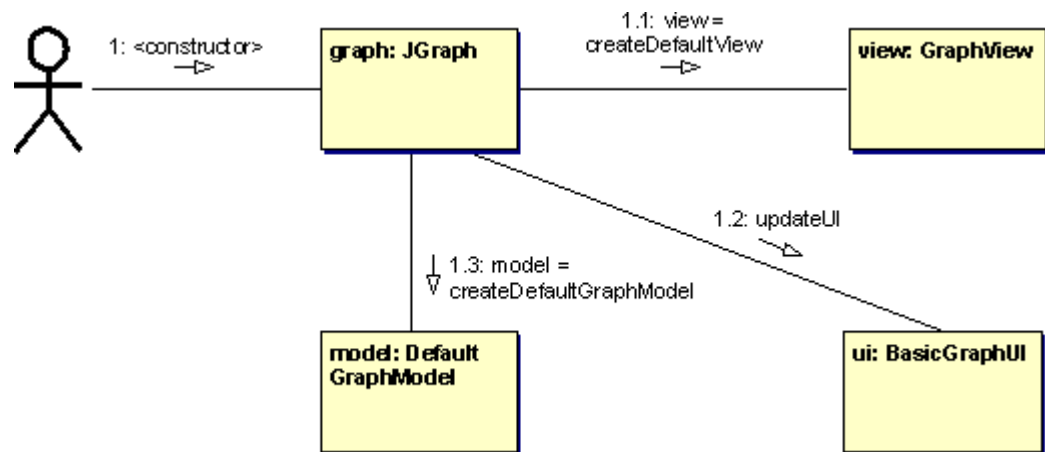 1: <constructor>
graph: JGraph
1.1: view =
createDefaultView
view: GraphView
1.2: updateUI
1.3: model =
createDefaultGraphModel
model: Default
GraphModel
ui: BasicGraphUI